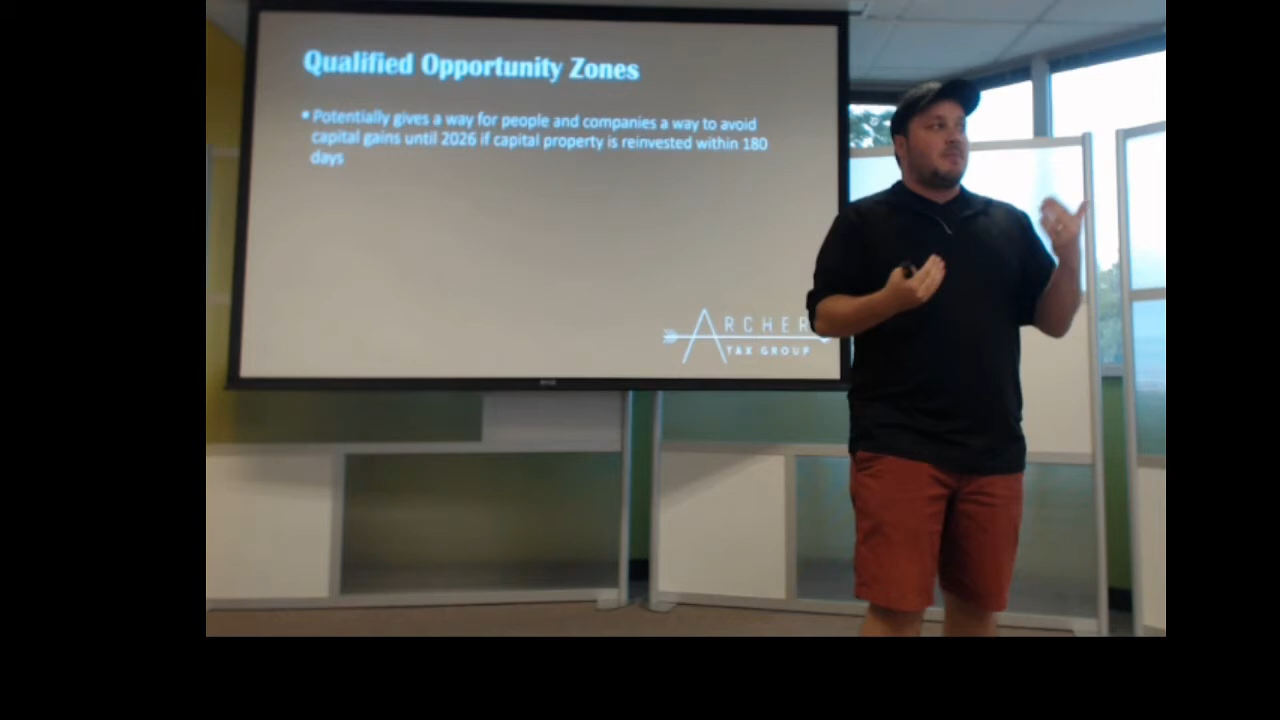 Qualified Opportunity Zones
• Potentially gives a way for people and companies a way to avoid
capital gains until 2026 if capital property is reinvested within 180
days
ARCHER
TAX GROUP